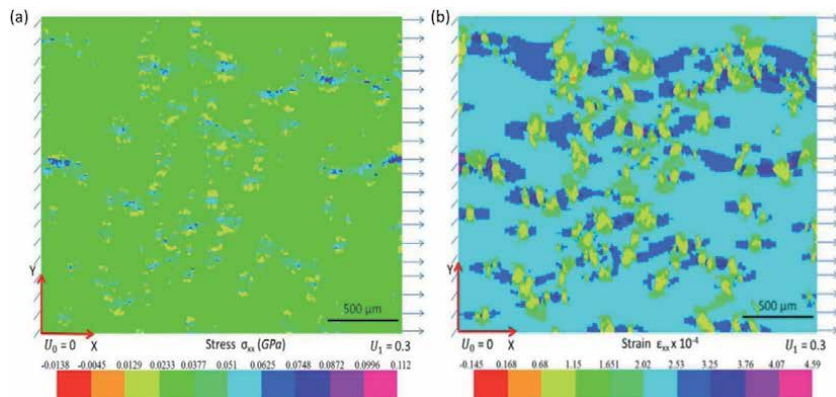 (a)
(b)
Y
500 µm
Y
500 µm
U0 = 0 X Stress σxx (GPa) U1 = 0.3
U0 = 0 X Strain εxx x 10-4 U1 = 0.3
-0.0138 -0.0045 0.0129 0.0233 0.0377 0.051 0.0625 0.0748 0.0872 0.0996 0.112
-0.145 0.168 0.68 1.15 1.651 2.02 2.53 3.25 3.76 4.07 4.59